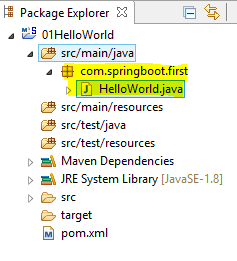 Package Explorer
01HelloWorld
src/main/java
com.springboot.first
HelloWorld.java
src/main/resources
src/test/java
src/test/resources
Maven Dependencies
JRE System Library [JavaSE-1.8]
src
target
pom.xml